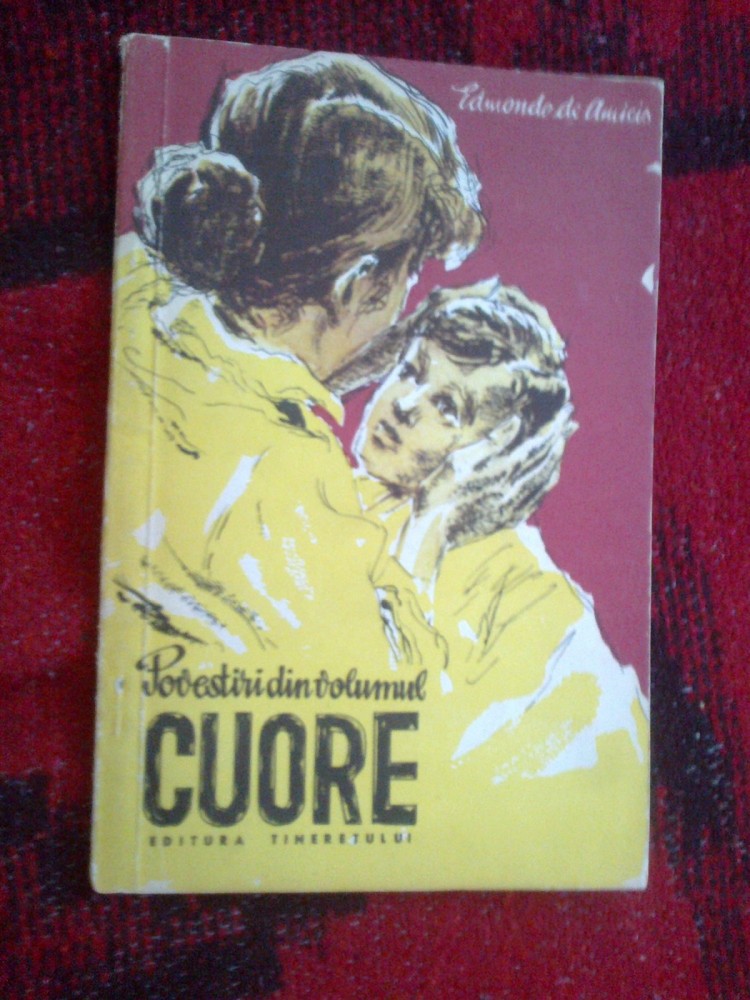 Edmondo de Amicis
Povestiri din volumul
CUORE
EDITURA TINERETULUI